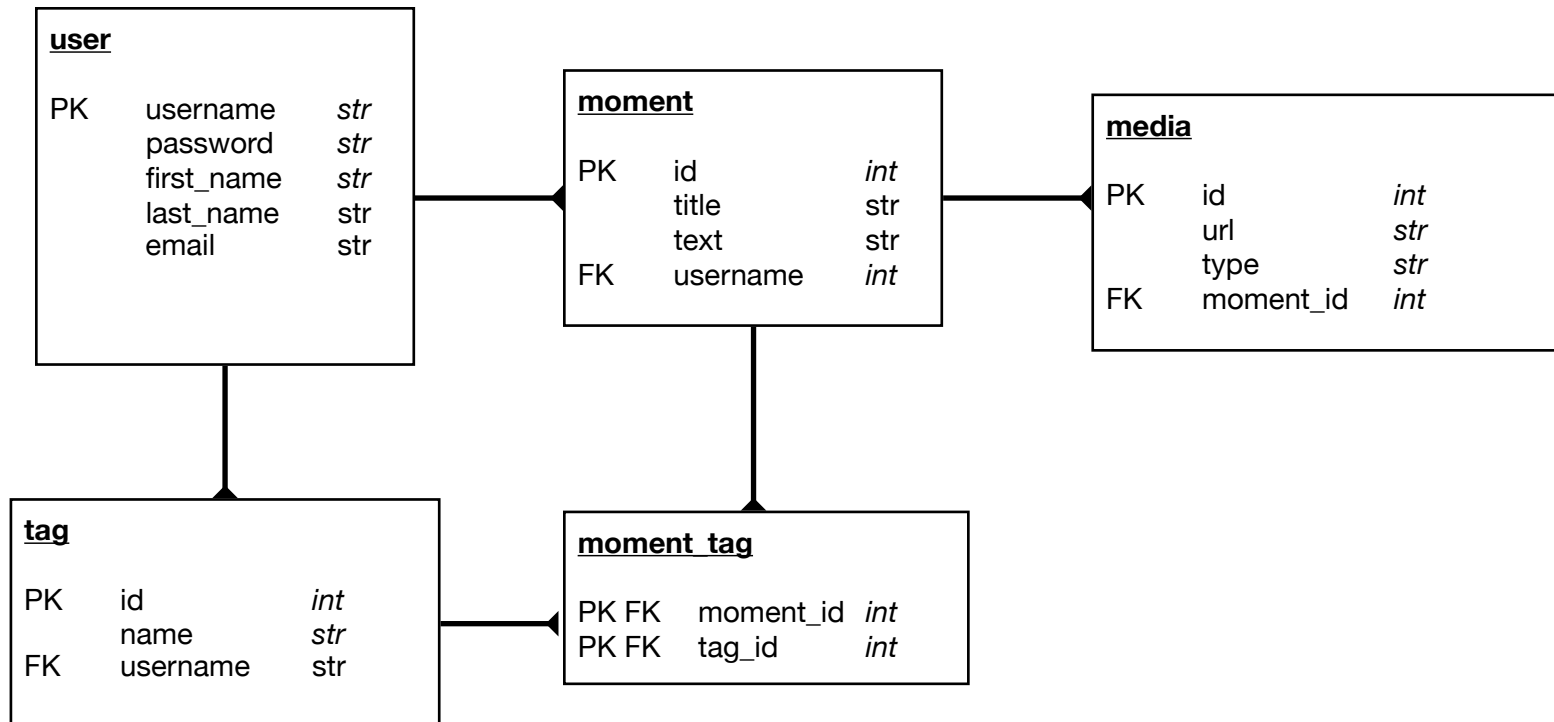 user
PK username str
password str
first_name str
last_name str
email str
moment
PK id int
title str
text str
FK username int
media
PK id int
url str
type str
FK moment_id int
tag
PK id int
name str
FK username str
moment_tag
PK FK moment_id int
PK FK tag_id int